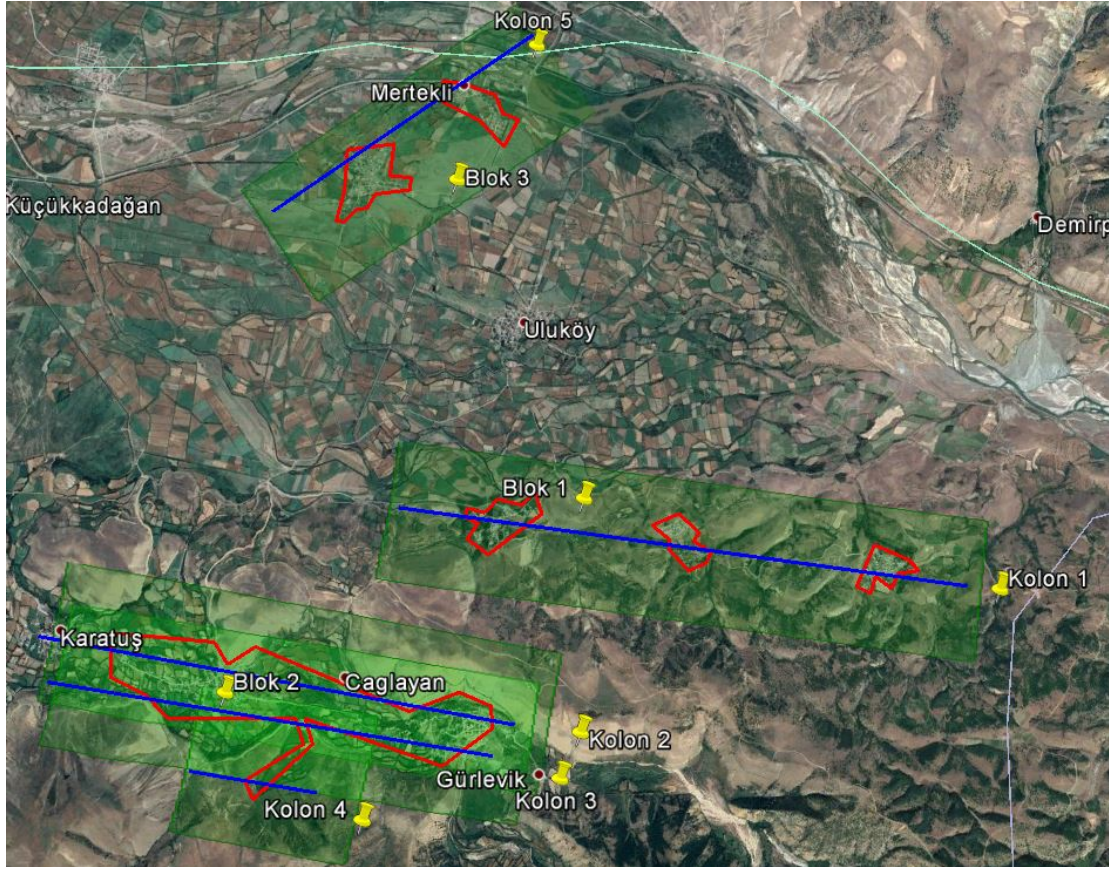 Kolon 5
Mertekli
Blok 3
Küçükkadağan
Demirp
Uluköy
Blok 1
Kolon 1
Karatuş
Blok 2
Caglayan
Kolon 2
Gürlevik
Kolon 3
Kolon 4